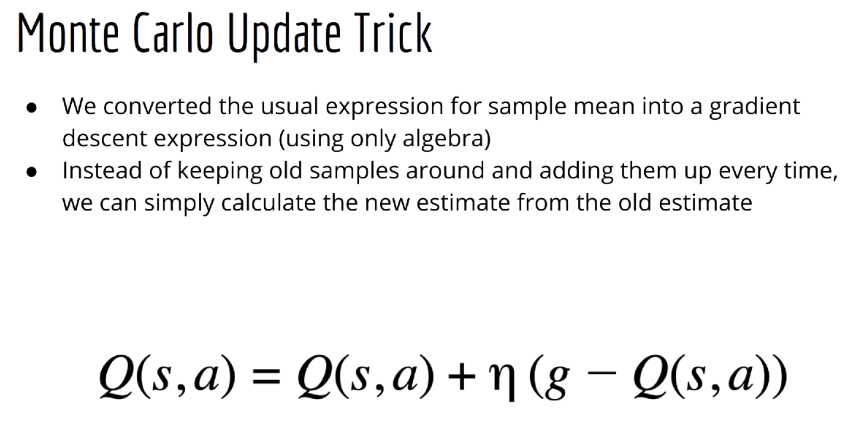 Monte Carlo Update Trick
● We converted the usual expression for sample mean into a gradient
descent expression (using only algebra)
● Instead of keeping old samples around and adding them up every time,
we can simply calculate the new estimate from the old estimate
Q(s,a) = Q(s,a) + η (g − Q(s,a))